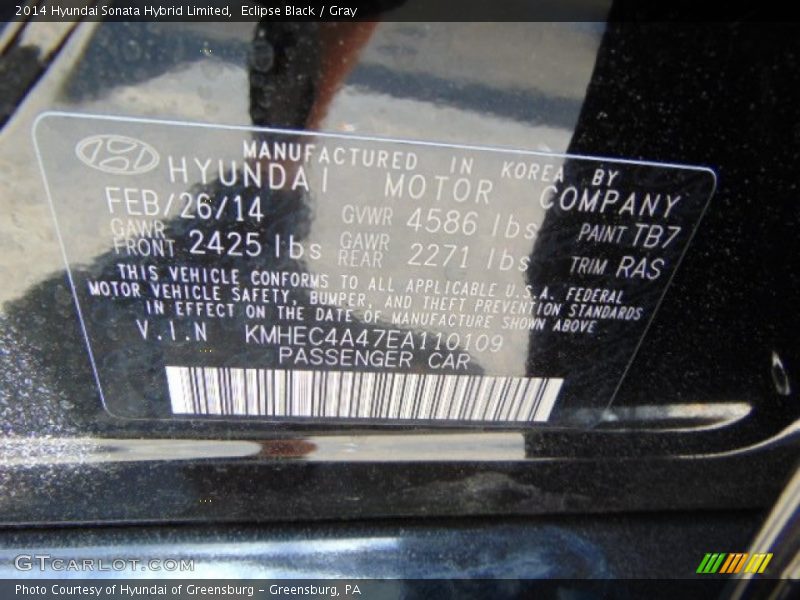 2014 Hyundai Sonata Hybrid Limited, Eclipse Black / Gray
MANUFACTURED IN KOREA BY
HYUNDAI MOTOR COMPANY
FEB/26/14 GVWR 4586 lbs PAINT TB7
GAWR FRONT 2425 lbs GAWR REAR 2271 lbs TRIM RAS
THIS VEHICLE CONFORMS TO ALL APPLICABLE U.S.A. FEDERAL
MOTOR VEHICLE SAFETY, BUMPER, AND THEFT PREVENTION STANDARDS
IN EFFECT ON THE DATE OF MANUFACTURE SHOWN ABOVE
V.I.N KMHEC4A47EA110109
PASSENGER CAR
GTCarlot.com
Photo Courtesy of Hyundai of Greensburg – Greensburg, PA